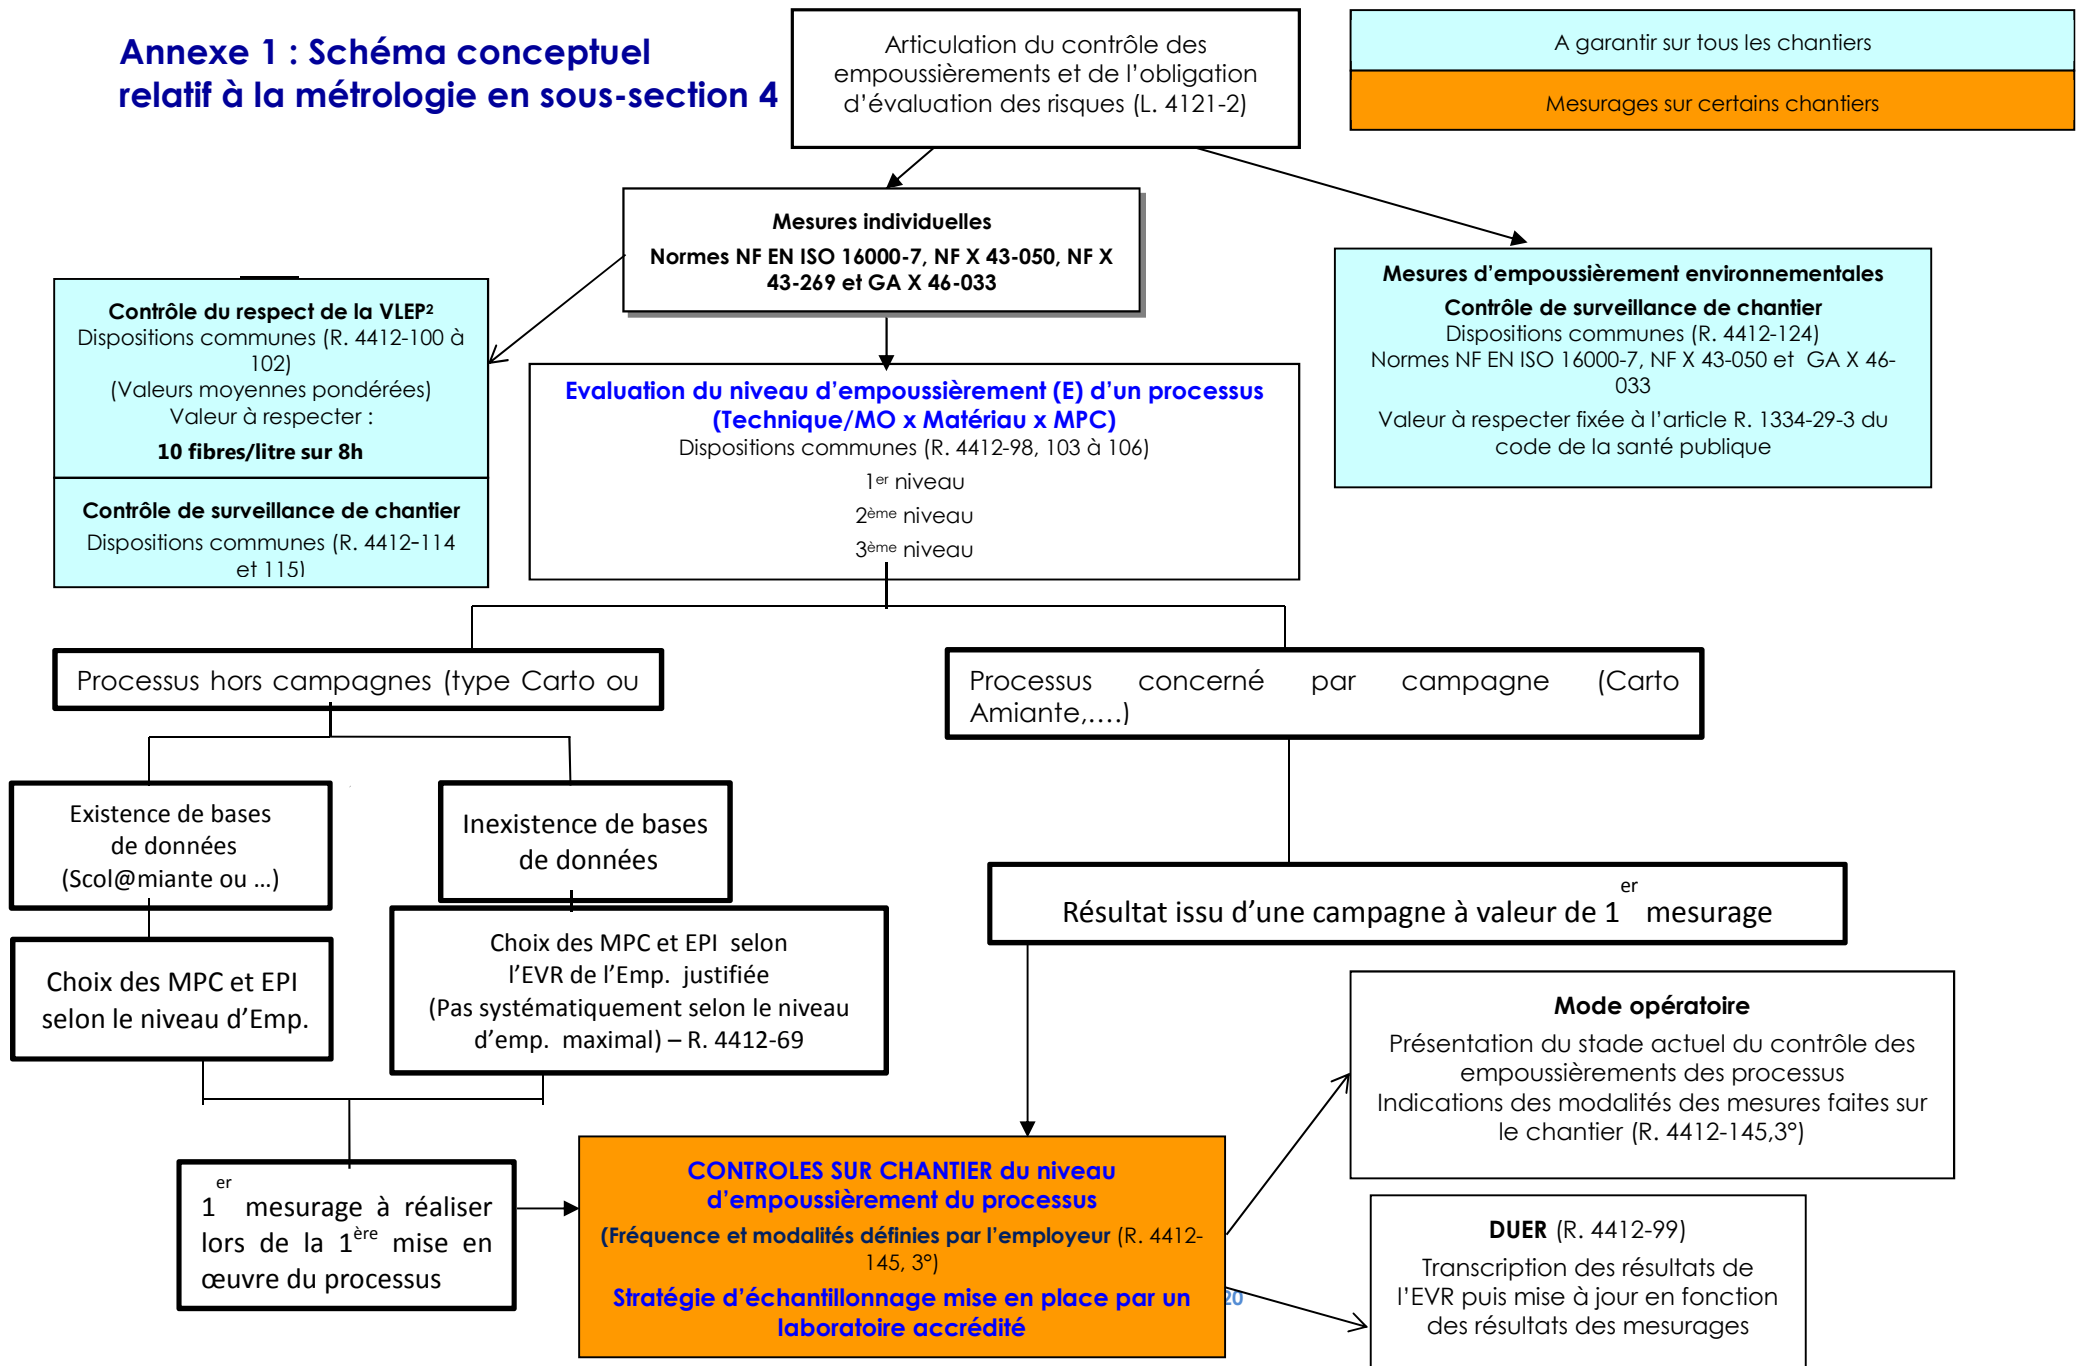 Annexe 1 : Schéma conceptuel
relatif à la métrologie en sous-section 4
Articulation du contrôle des
empoussièrements et de l’obligation
d’évaluation des risques (L. 4121-2)
A garantir sur tous les chantiers
Mesurages sur certains chantiers
Mesures individuelles
Normes NF EN ISO 16000-7, NF X 43-050, NF X
43-269 et GA X 46-033
Contrôle du respect de la VLEP²
Dispositions communes (R. 4412-100 à
102)
(Valeurs moyennes pondérées)
Valeur à respecter :
10 fibres/litre sur 8h
Contrôle de surveillance de chantier
Dispositions communes (R. 4412-114
et 115)
Evaluation du niveau d’empoussièrement (E) d’un processus
(Technique/MO x Matériau x MPC)
Dispositions communes (R. 4412-98, 103 à 106)
1er niveau
2ème niveau
3ème niveau
Mesures d’empoussièrement environnementales
Contrôle de surveillance de chantier
Dispositions communes (R. 4412-124)
Normes NF EN ISO 16000-7, NF X 43-050 et GA X 46-
033
Valeur à respecter fixée à l’article R. 1334-29-3 du
code de la santé publique
Processus hors campagnes (type Carto ou
Processus concerné par campagne (Carto
Amiante,….)
Existence de bases
de données
(Scol@miante ou …)
Inexistence de bases
de données
Choix des MPC et EPI
selon le niveau d’Emp.
Choix des MPC et EPI selon
l’EVR de l’Emp. justifiée
(Pas systématiquement selon le niveau
d’emp. maximal) – R. 4412-69
Résultat issu d’une campagne à valeur de 1er mesurage
1er mesurage à réaliser
lors de la 1ère mise en
œuvre du processus
CONTROLES SUR CHANTIER du niveau
d’empoussièrement du processus
(Fréquence et modalités définies par l’employeur (R. 4412-
145, 3°)
Stratégie d’échantillonnage mise en place par un
laboratoire accrédité
20
Mode opératoire
Présentation du stade actuel du contrôle des
empoussièrements des processus
Indications des modalités des mesures faites sur
le chantier (R. 4412-145,3°)
DUER (R. 4412-99)
Transcription des résultats de
l’EVR puis mise à jour en fonction
des résultats des mesurages